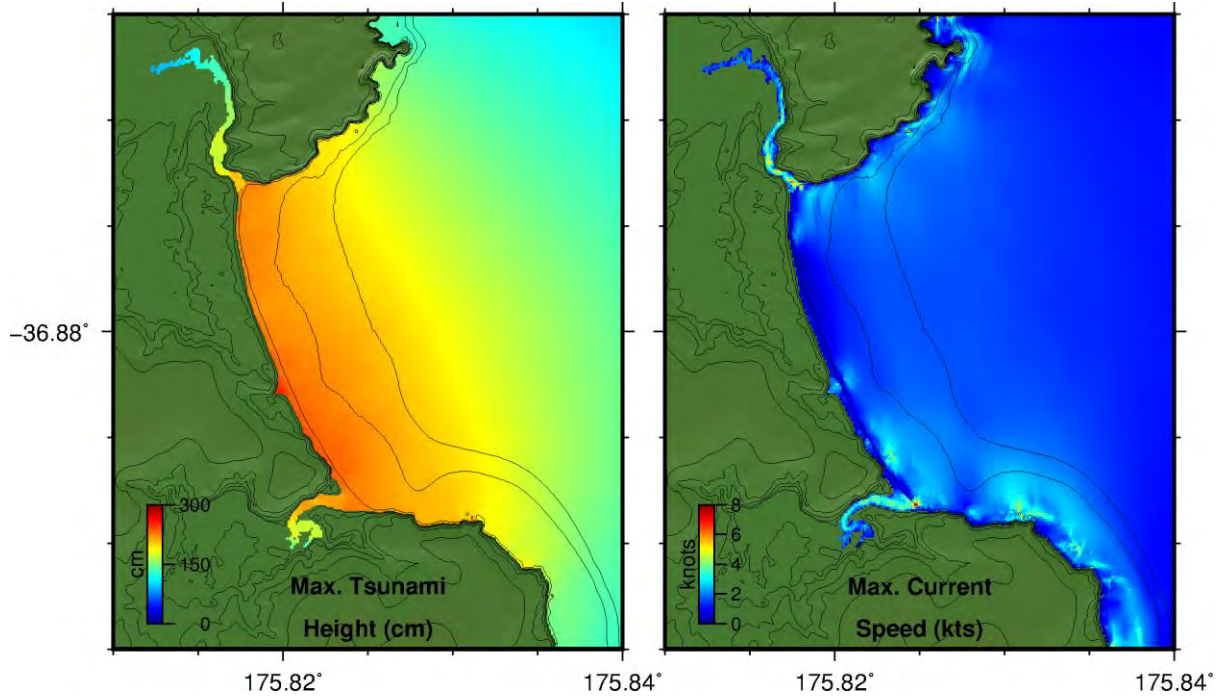 −36.88°
300
150
0
cm
Max. Tsunami
Height (cm)
8
6
4
2
0
knots
Max. Current
Speed (kts)
175.82°
175.84°
175.82°
175.84°